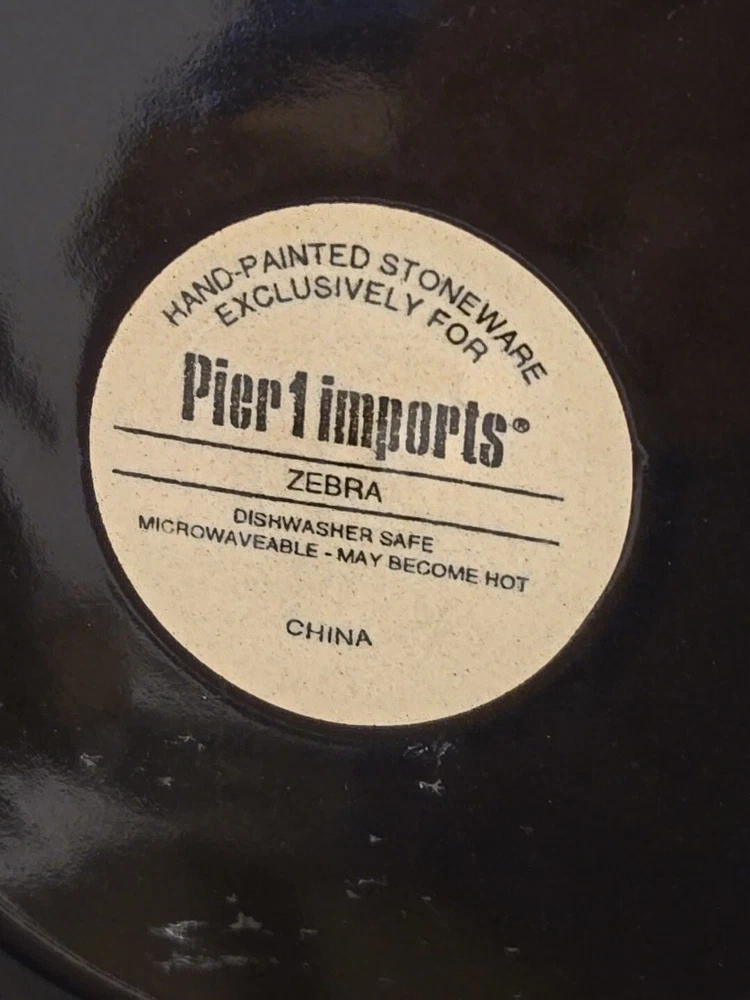 HAND-PAINTED STONEWARE
EXCLUSIVELY FOR
Pier 1 imports®
ZEBRA
DISHWASHER SAFE
MICROWAVEABLE - MAY BECOME HOT
CHINA